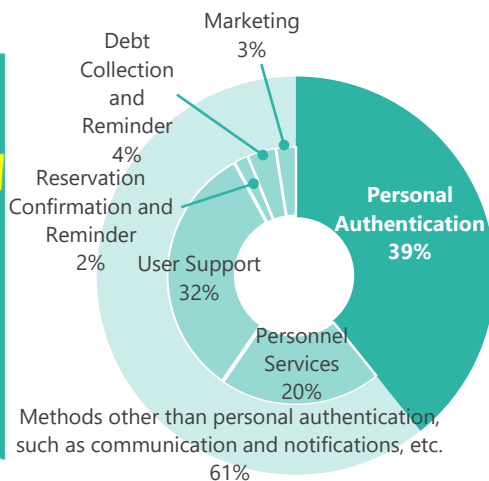 Marketing
3%
Debt
Collection
and
Reminder
4%
Reservation
Confirmation and
Reminder
2%
User Support
32%
Personal
Authentication
39%
Personnel
Services
20%
Methods other than personal authentication,
such as communication and notifications, etc.
61%